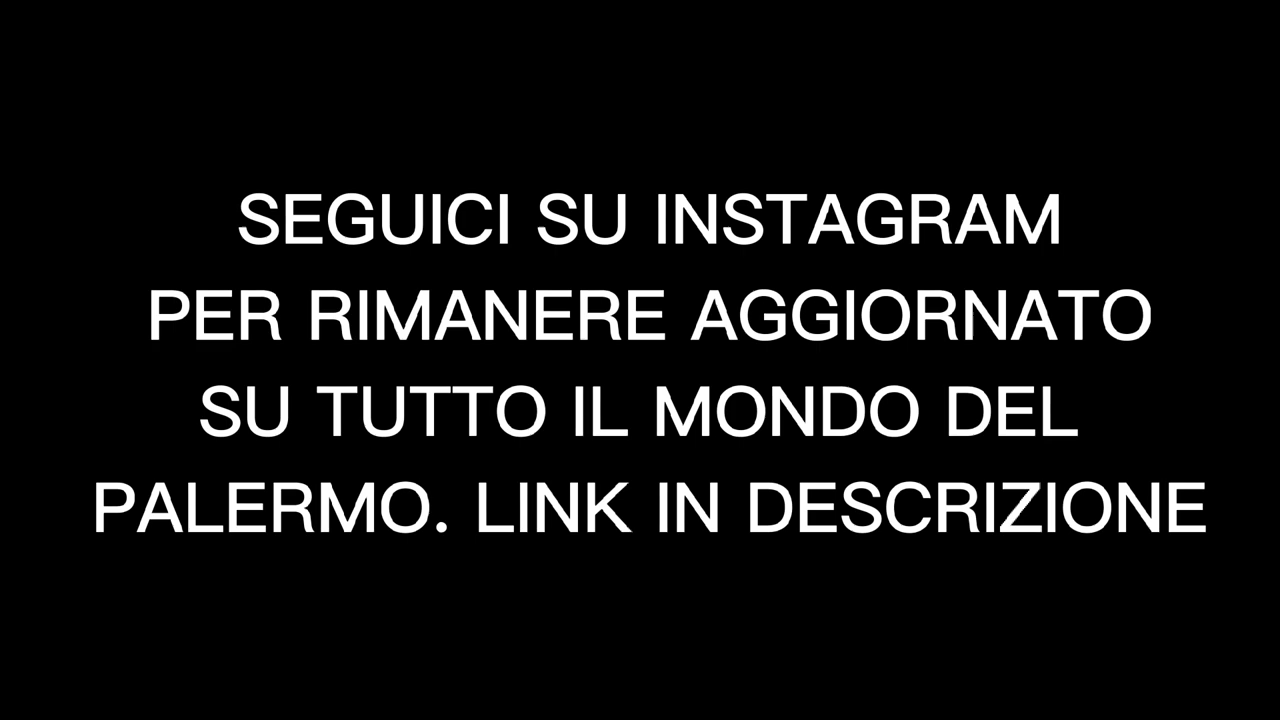 SEGUICI SU INSTAGRAM
PER RIMANERE AGGIORNATO
SU TUTTO IL MONDO DEL
PALERMO. LINK IN DESCRIZIONE